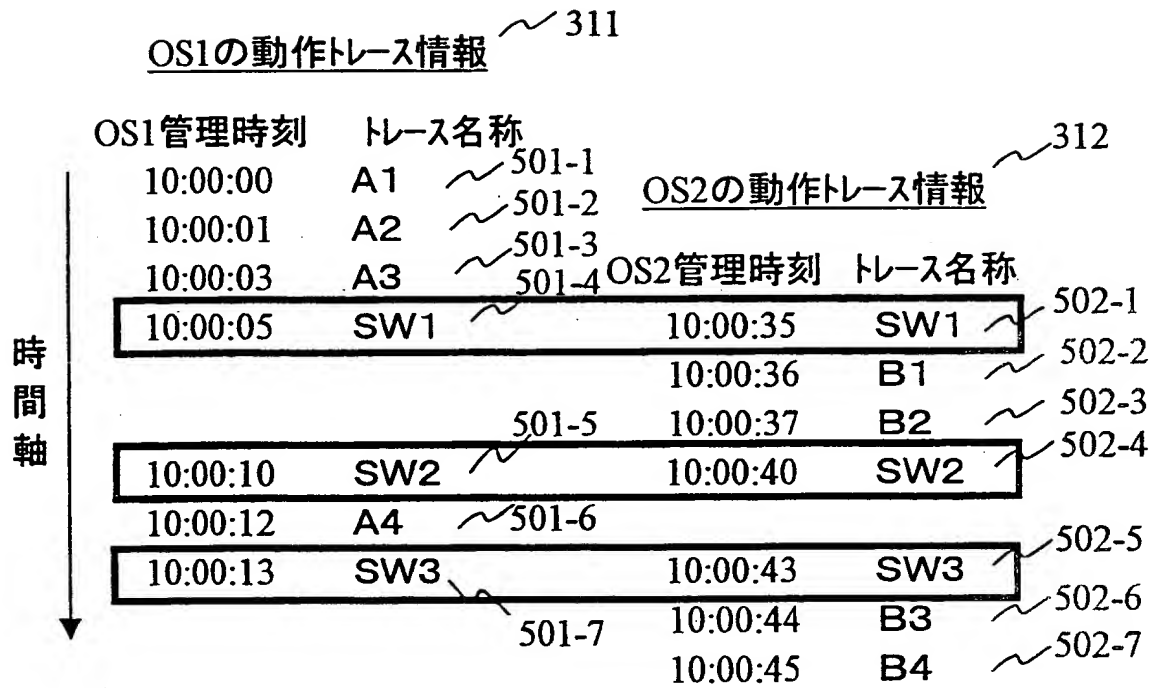 311
OS1の動作トレース情報
OS1管理時刻 トレース名称
312
10:00:00 A1 501-1
OS2の動作トレース情報
10:00:01 A2 501-2
10:00:03 A3 501-3
OS2管理時刻 トレース名称
501-4
10:00:05 SW1 10:00:35 SW1 502-1
10:00:36 B1 502-2
10:00:37 B2 502-3
501-5
10:00:10 SW2 10:00:40 SW2 502-4
10:00:12 A4 501-6
10:00:13 SW3 10:00:43 SW3 502-5
501-7
10:00:44 B3 502-6
10:00:45 B4 502-7
時間軸